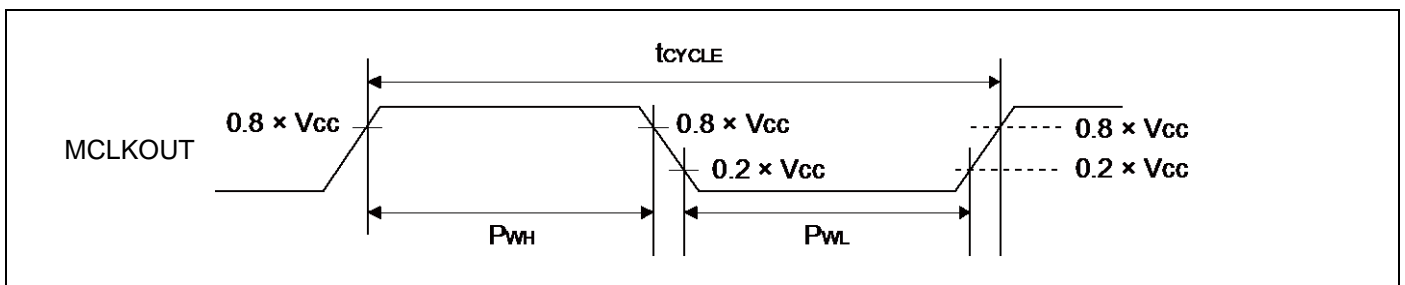 tCYCLE
0.8 × Vcc
0.8 × Vcc
0.8 × Vcc
MCLKOUT
0.2 × Vcc
0.2 × Vcc
PWH
PWL